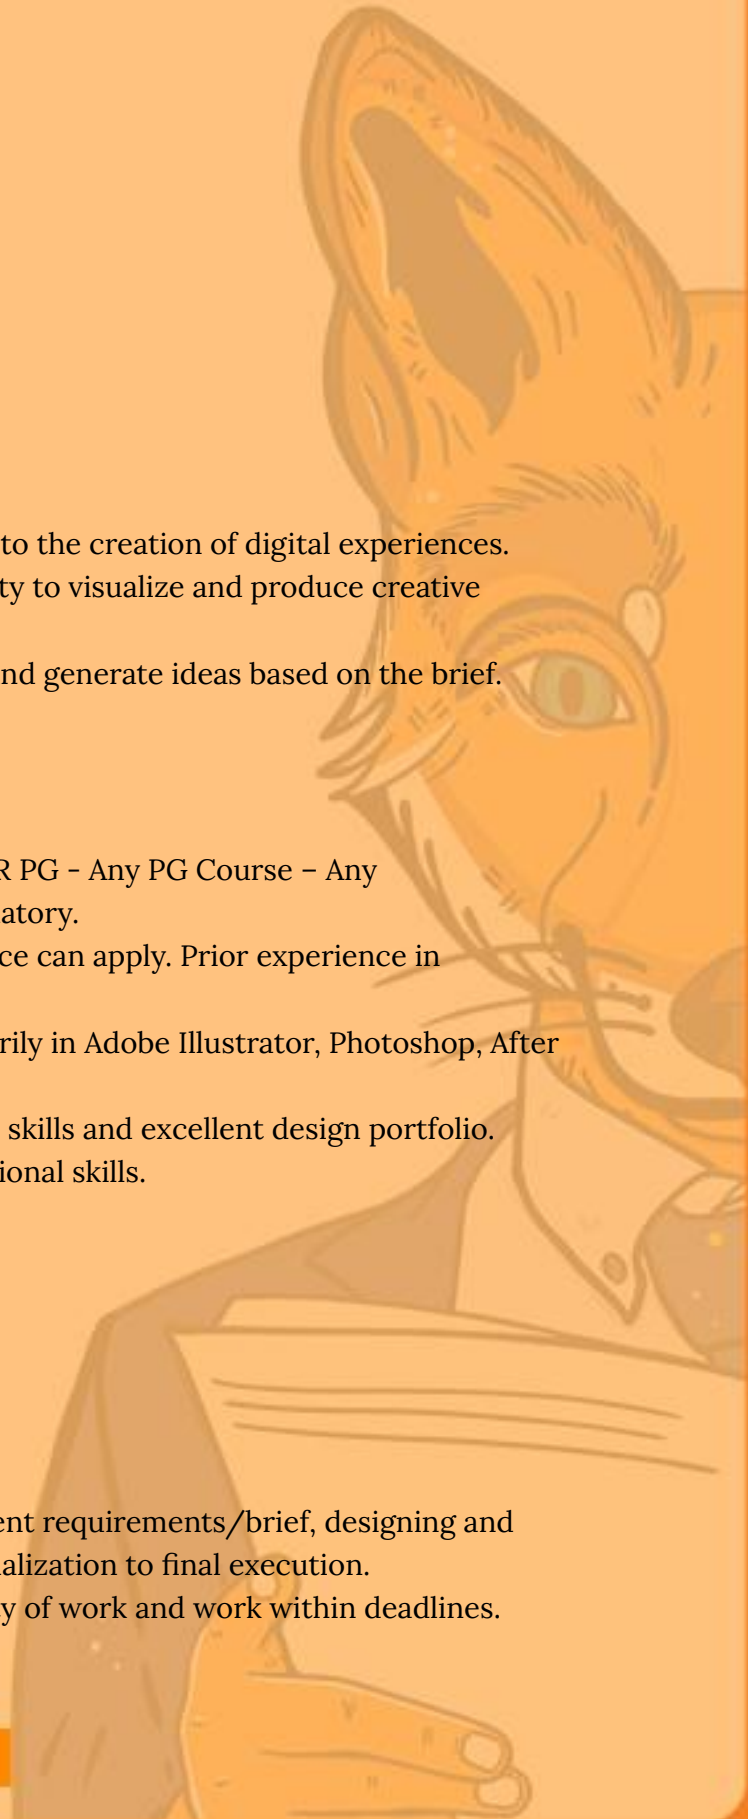 to the creation of digital experiences.
ty to visualize and produce creative
nd generate ideas based on the brief.
R PG - Any PG Course – Any
atory.
ce can apply. Prior experience in
rily in Adobe Illustrator, Photoshop, After
skills and excellent design portfolio.
ional skills.
ent requirements/brief, designing and
alization to final execution.
y of work and work within deadlines.